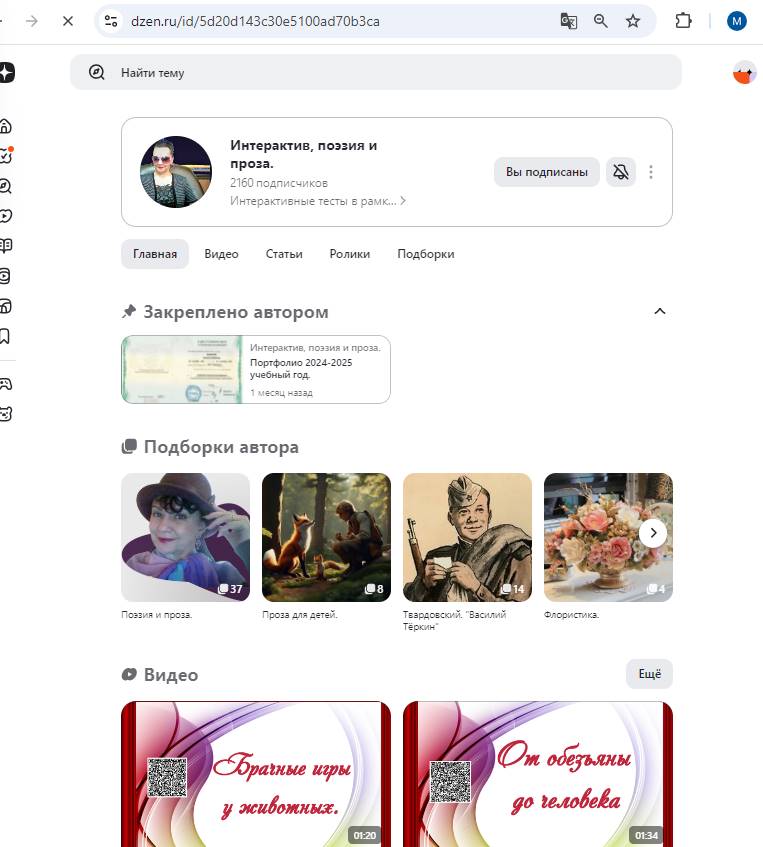 dzen.ru/id/5d20d143c30e5100ad70b3ca
M
Найти тему
Интерактив, поэзия и
проза.
2160 подписчиков
Интерактивные тесты в рамк...
Вы подписаны
Главная
Видео
Статьи
Ролики
Подборки
Закреплено автором
Интерактив, поэзия и проза.
Портфолио 2024-2025
учебный год.
1 месяц назад
Подборки автора
37
8
14
4
Поэзия и проза.
Проза для детей.
Твардовский. "Василий
Тёркин"
Флористика.
Видео
Ещё
Брачные игры
у животных.
01:20
От обезьяны
до человека
01:34